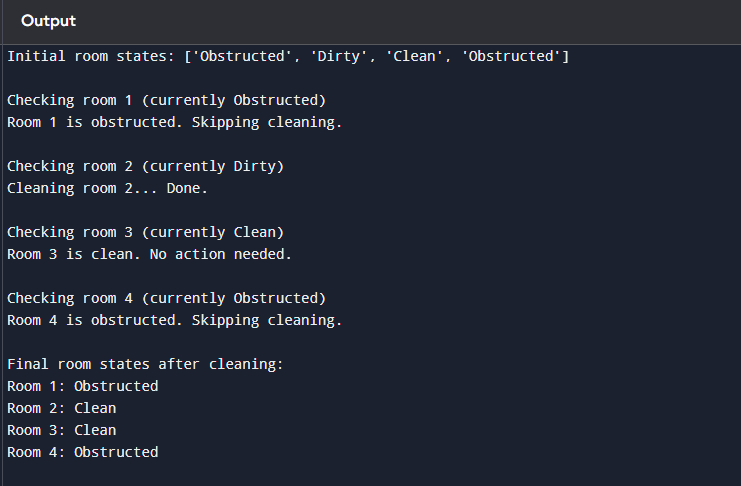 Output
Initial room states: ['Obstructed', 'Dirty', 'Clean', 'Obstructed']
Checking room 1 (currently Obstructed)
Room 1 is obstructed. Skipping cleaning.
Checking room 2 (currently Dirty)
Cleaning room 2... Done.
Checking room 3 (currently Clean)
Room 3 is clean. No action needed.
Checking room 4 (currently Obstructed)
Room 4 is obstructed. Skipping cleaning.
Final room states after cleaning:
Room 1: Obstructed
Room 2: Clean
Room 3: Clean
Room 4: Obstructed